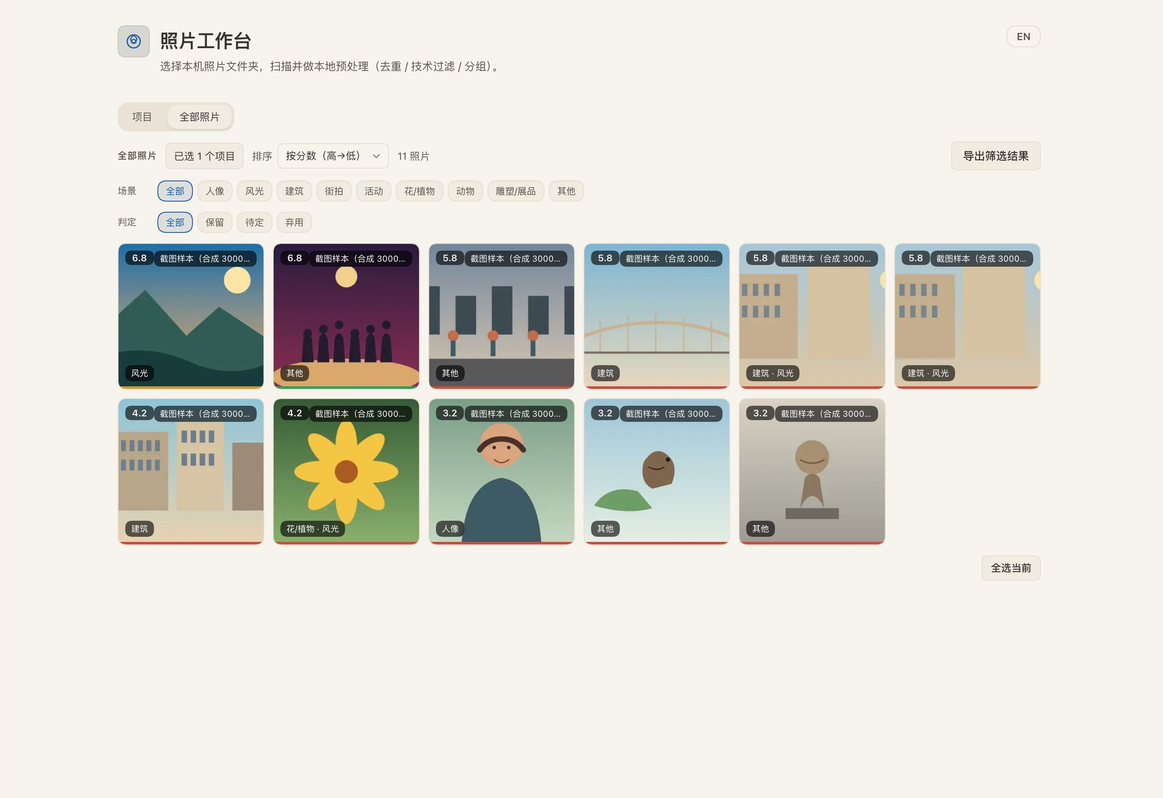 照片工作台
EN
选择本机照片文件夹，扫描并做本地预处理（去重 / 技术过滤 / 分组）。
项目 全部照片
全部照片 已选 1 个项目 排序 按分数（高→低） 11 照片 导出筛选结果
场景 全部 人像 风光 建筑 街拍 活动 花/植物 动物 雕塑/展品 其他
判定 全部 保留 待定 弃用
6.8 截图样本（合成 3000... 6.8 截图样本（合成 3000... 5.8 截图样本（合成 3000... 5.8 截图样本（合成 3000... 5.8 截图样本（合成 3000... 5.8 截图样本（合成 3000...
风光 其他 其他 建筑 建筑 · 风光 建筑 · 风光
4.2 截图样本（合成 3000... 4.2 截图样本（合成 3000... 3.2 截图样本（合成 3000... 3.2 截图样本（合成 3000... 3.2 截图样本（合成 3000...
建筑 花/植物 · 风光 人像 其他 其他
全选当前